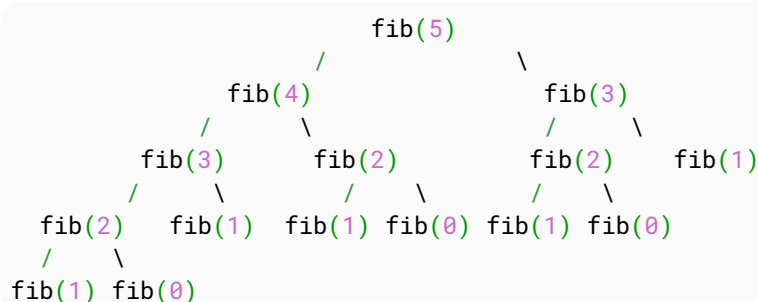 fib(5)
/ \
fib(4) fib(3)
/ \ / \
fib(3) fib(2) fib(2) fib(1)
/ \ / \ / \
fib(2) fib(1) fib(1) fib(0) fib(1) fib(0)
/ \
fib(1) fib(0)